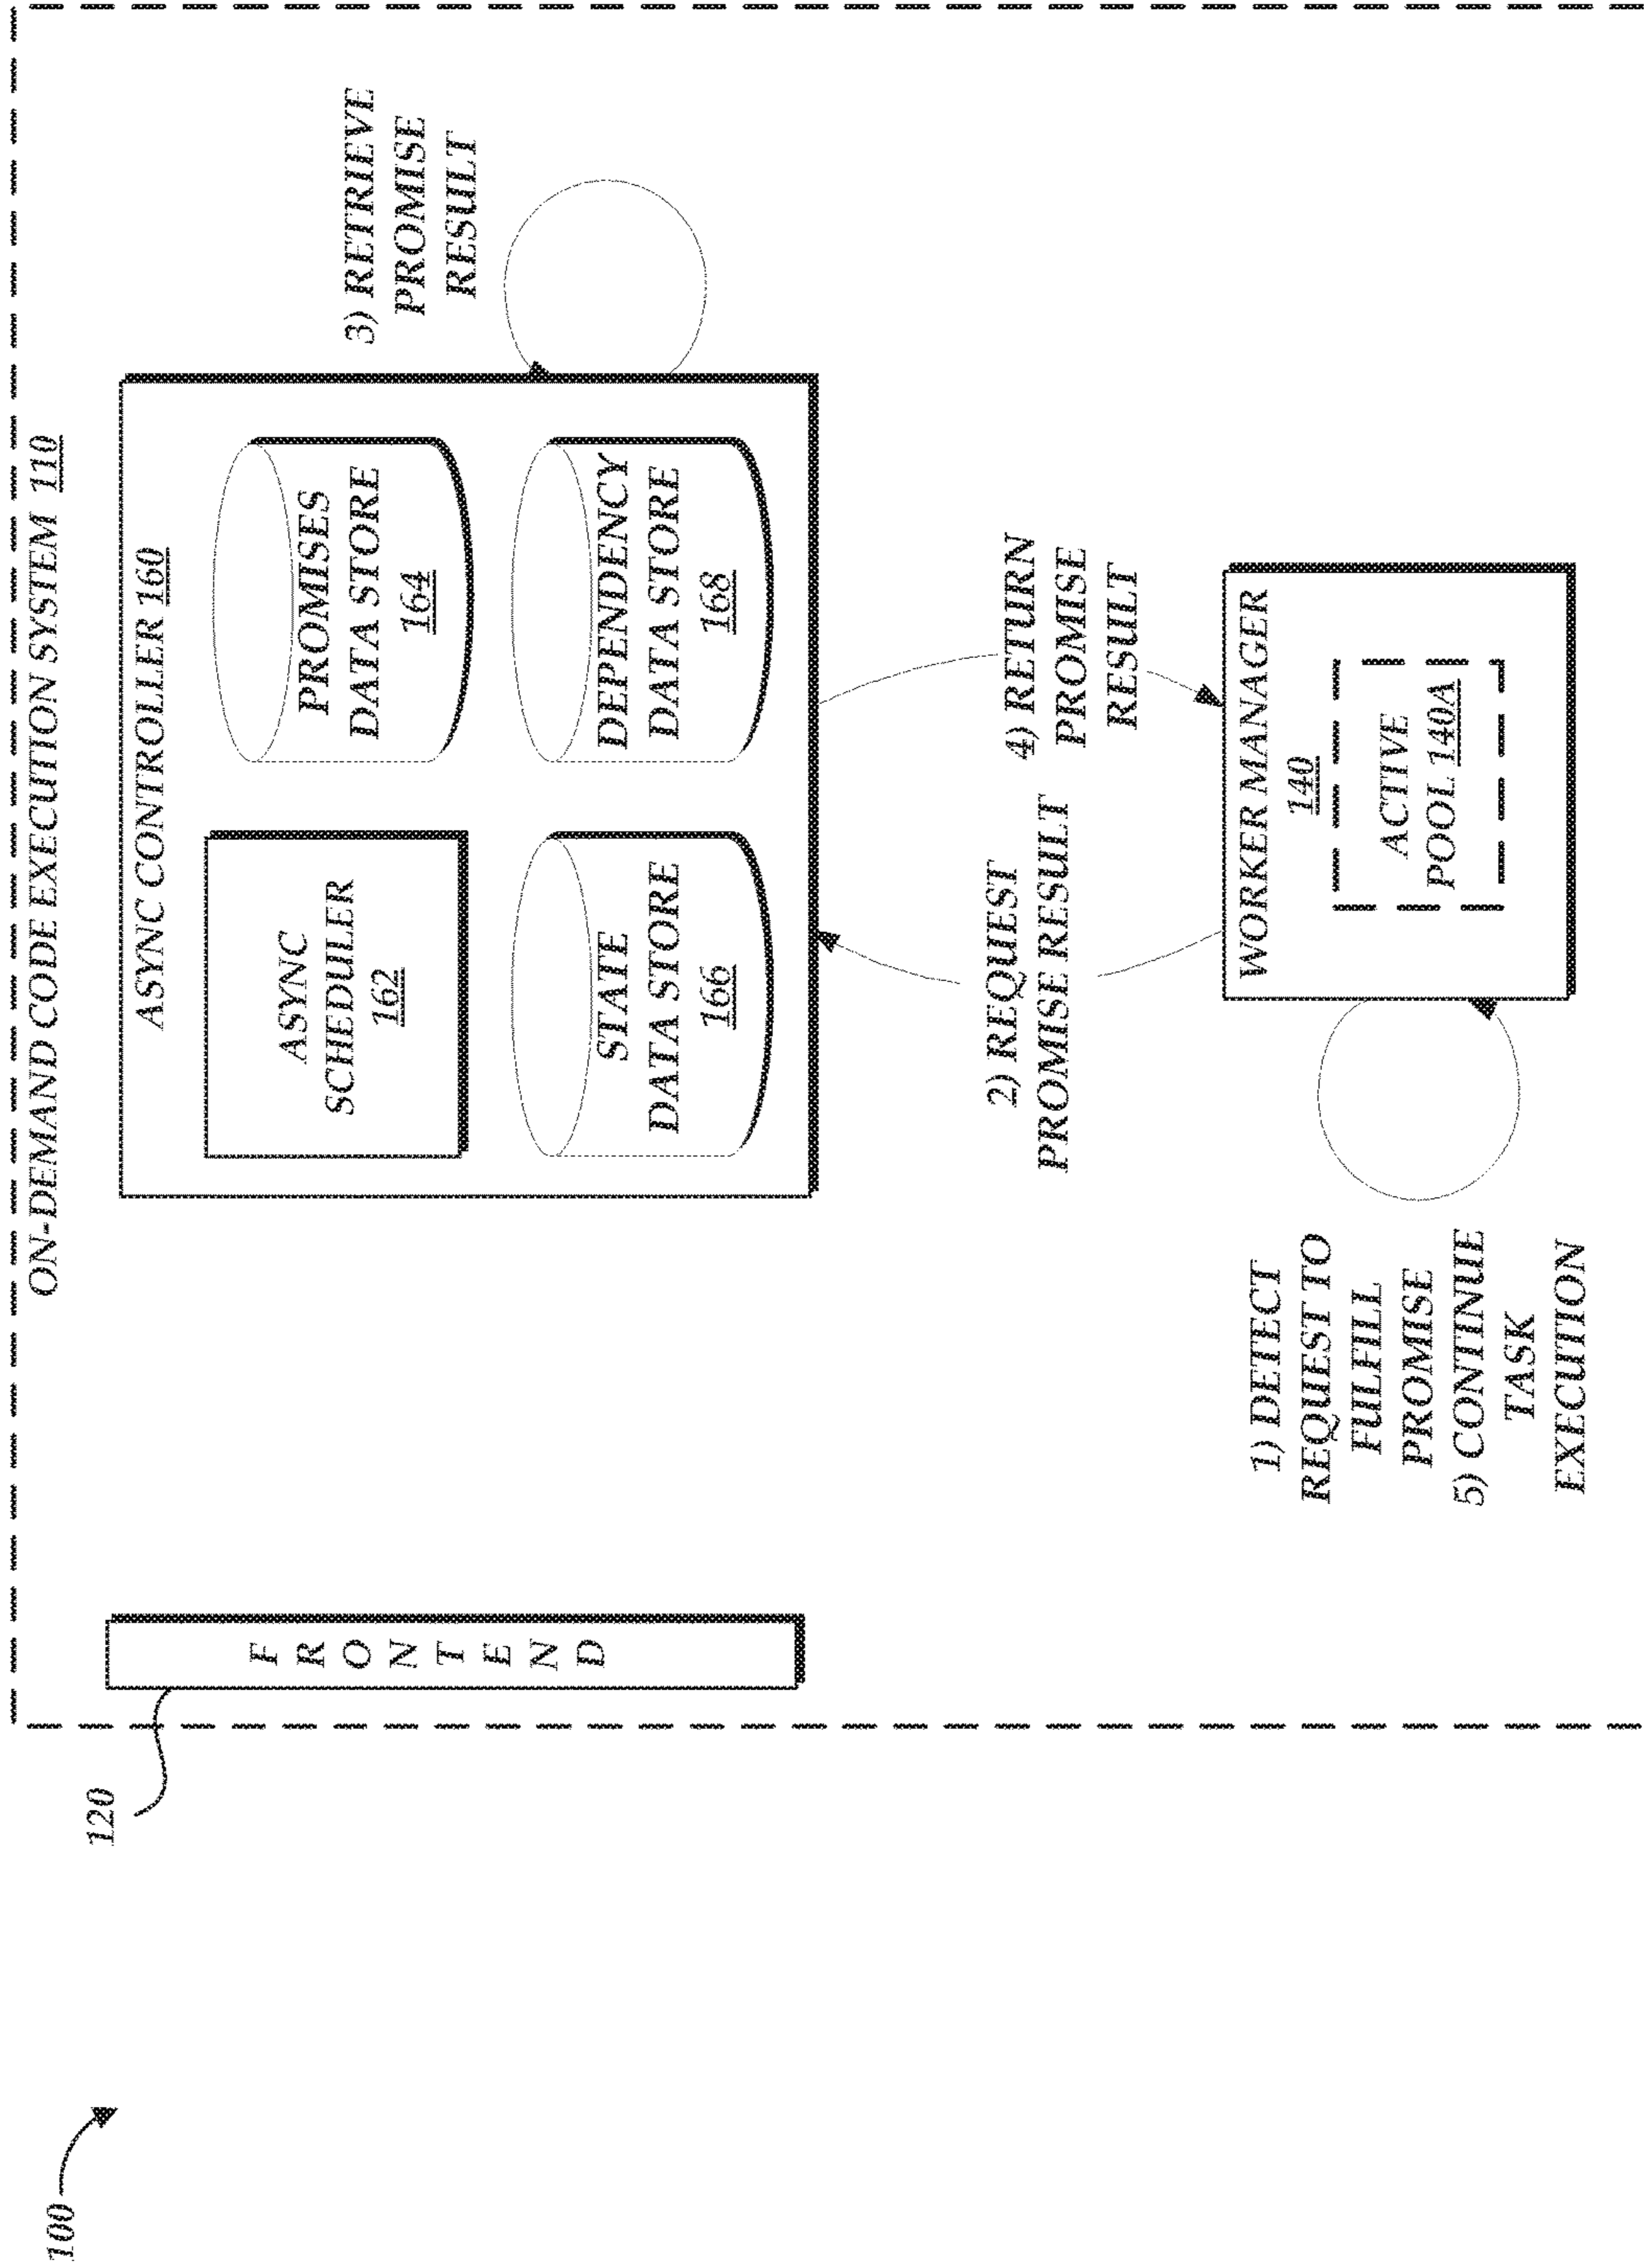 100
120
ON-DEMAND CODE EXECUTION SYSTEM 110
F
R
O
N
T
E
N
D
ASYNC CONTROLLER 160
ASYNC
SCHEDULER
162
PROMISES
DATA STORE
164
STATE
DATA STORE
166
DEPENDENCY
DATA STORE
168
3) RETRIEVE
PROMISE
RESULT
2) REQUEST
PROMISE RESULT
4) RETURN
PROMISE
RESULT
1) DETECT
REQUEST TO
FULFILL
PROMISE
5) CONTINUE
TASK
EXECUTION
WORKER MANAGER
140
ACTIVE
POOL 140A